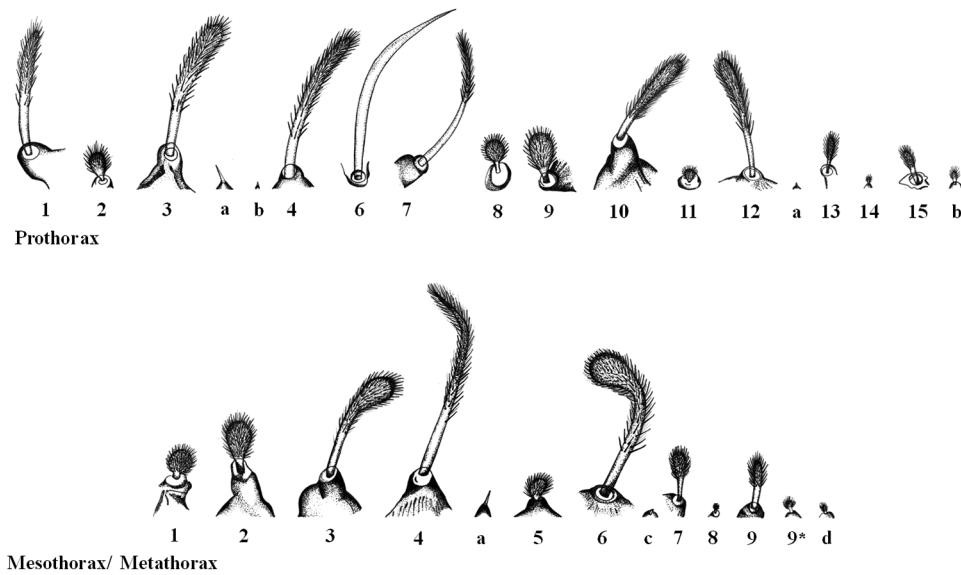 1 2 3 a b 4 6 7 8 9 10 11 12 a 13 14 15 b
Prothorax
1 2 3 4 a 5 6 c 7 8 9 9* d
Mesothorax/ Metathorax